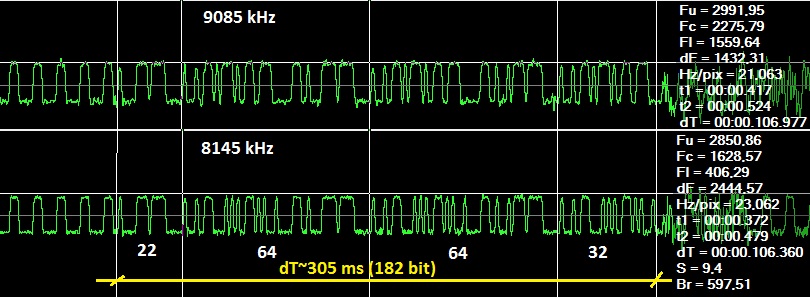 9085 kHz
Fu = 2991,95
Fc = 2275,79
Fl = 1559,64
dF = 1432,31
Hz/pix = 21,063
t1 = 00:00.417
t2 = 00:00.524
dT = 00:00.106.977
8145 kHz
Fu = 2850,86
Fc = 1628,57
Fl = 406,29
dF = 2444,57
Hz/pix = 23,062
t1 = 00:00.372
t2 = 00:00.479
dT = 00:00.106.360
S = 9.4
Br = 597,51
22 64 64 32
dT~305 ms (182 bit)